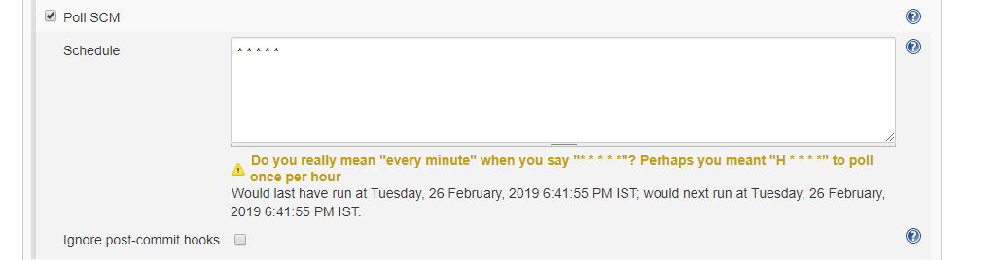 Poll SCM
Schedule
* * * * *
Do you really mean "every minute" when you say "* * * * *"? Perhaps you meant "H * * * *" to poll
once per hour
Would last have run at Tuesday, 26 February, 2019 6:41:55 PM IST; would next run at Tuesday, 26 February,
2019 6:41:55 PM IST.
Ignore post-commit hooks